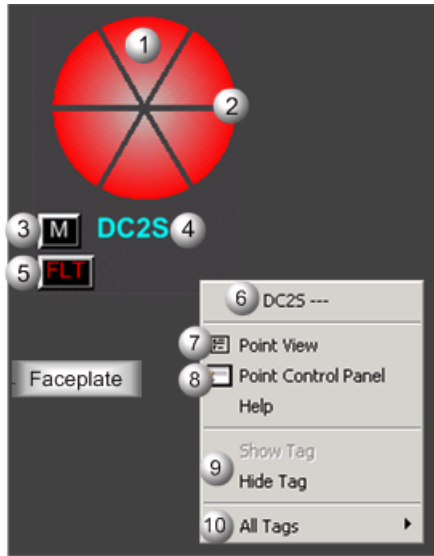 1
2
3 M DC2S 4
5 FLT
6 DC2S ---
7 Point View
8 Point Control Panel
Faceplate
Help
Show Tag
9
Hide Tag
10 All Tags